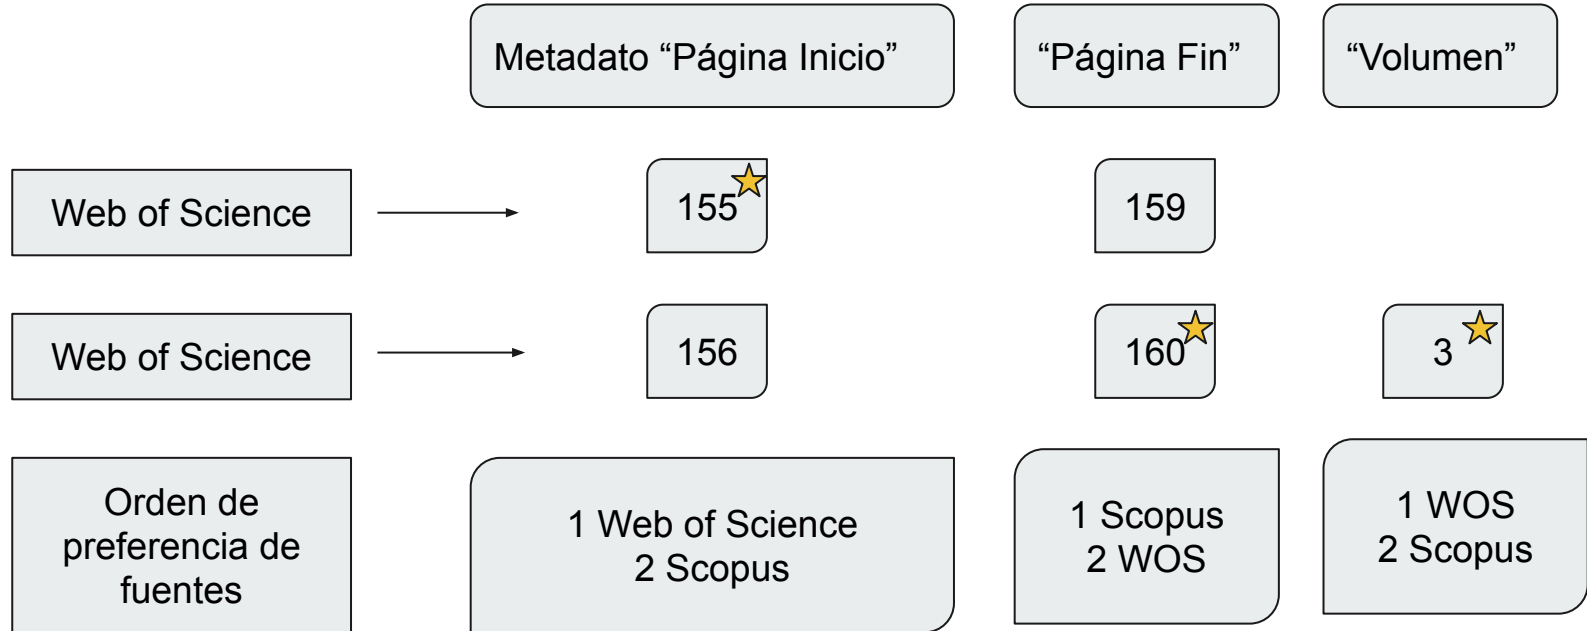 Metadato “Página Inicio”
“Página Fin”
“Volumen”
Web of Science
155
159
Web of Science
156
160
3
Orden de
preferencia de
fuentes
1 Web of Science
2 Scopus
1 Scopus
2 WOS
1 WOS
2 Scopus